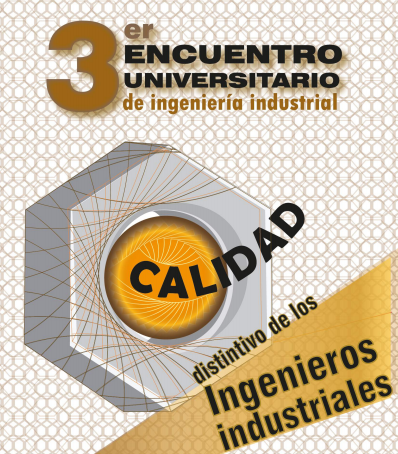 3er
ENCUENTRO
UNIVERSITARIO
de ingeniería industrial
CALIDAD
distintivo de los
Ingenieros
industriales